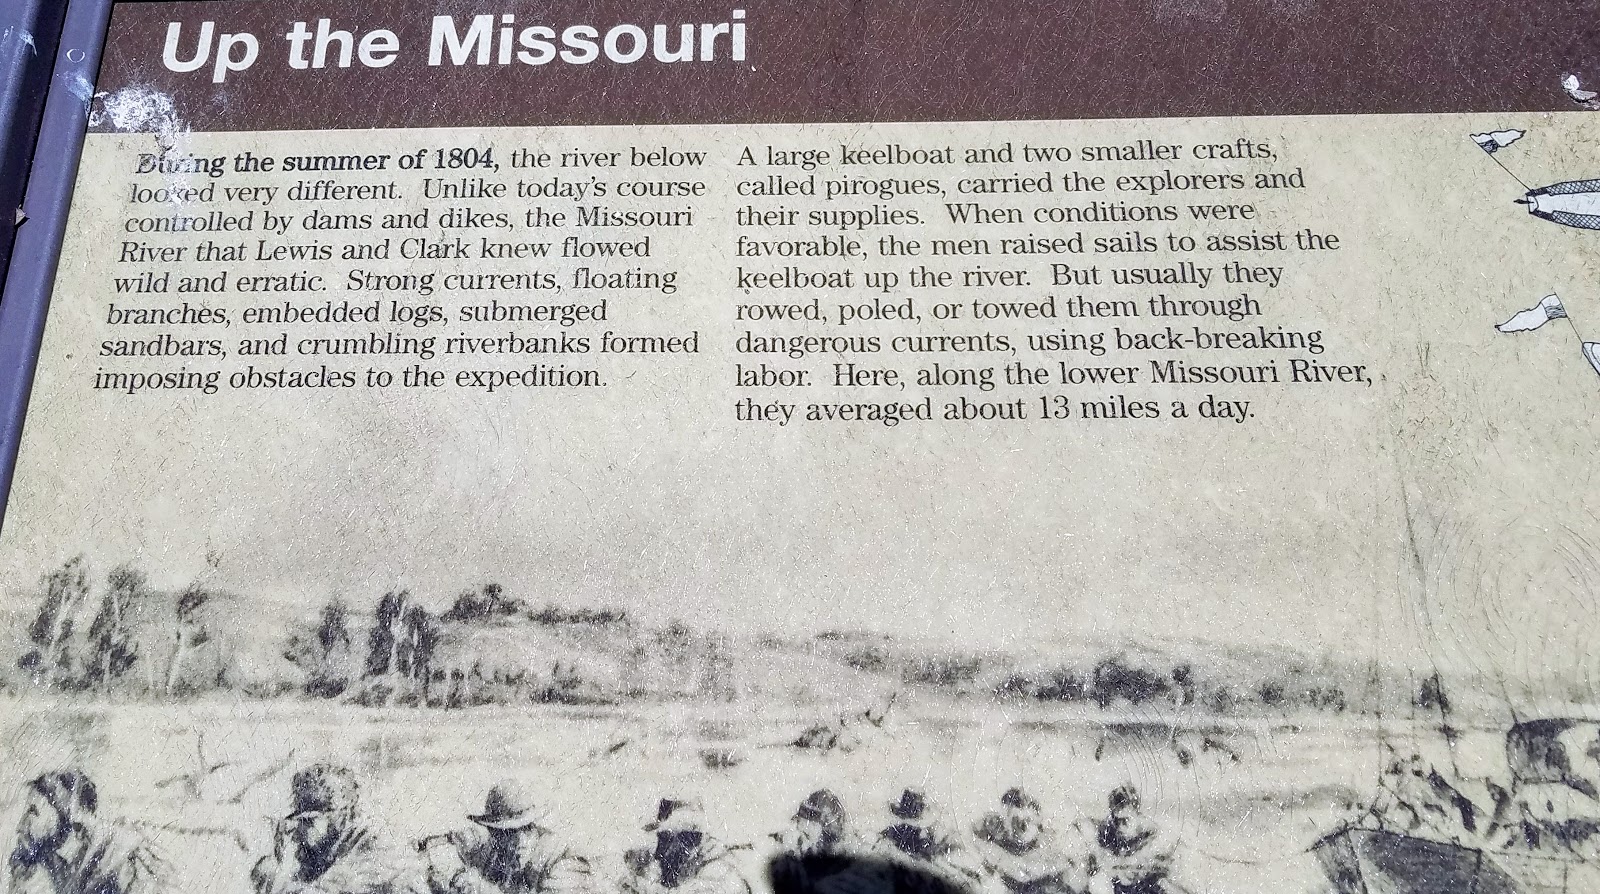 Up the Missouri
During the summer of 1804, the river below
looked very different. Unlike today's course
controlled by dams and dikes, the Missouri
River that Lewis and Clark knew flowed
wild and erratic. Strong currents, floating
branches, embedded logs, submerged
sandbars, and crumbling riverbanks formed
imposing obstacles to the expedition.
A large keelboat and two smaller crafts,
called pirogues, carried the explorers and
their supplies. When conditions were
favorable, the men raised sails to assist the
keelboat up the river. But usually they
rowed, poled, or towed them through
dangerous currents, using back-breaking
labor. Here, along the lower Missouri River,
they averaged about 13 miles a day.